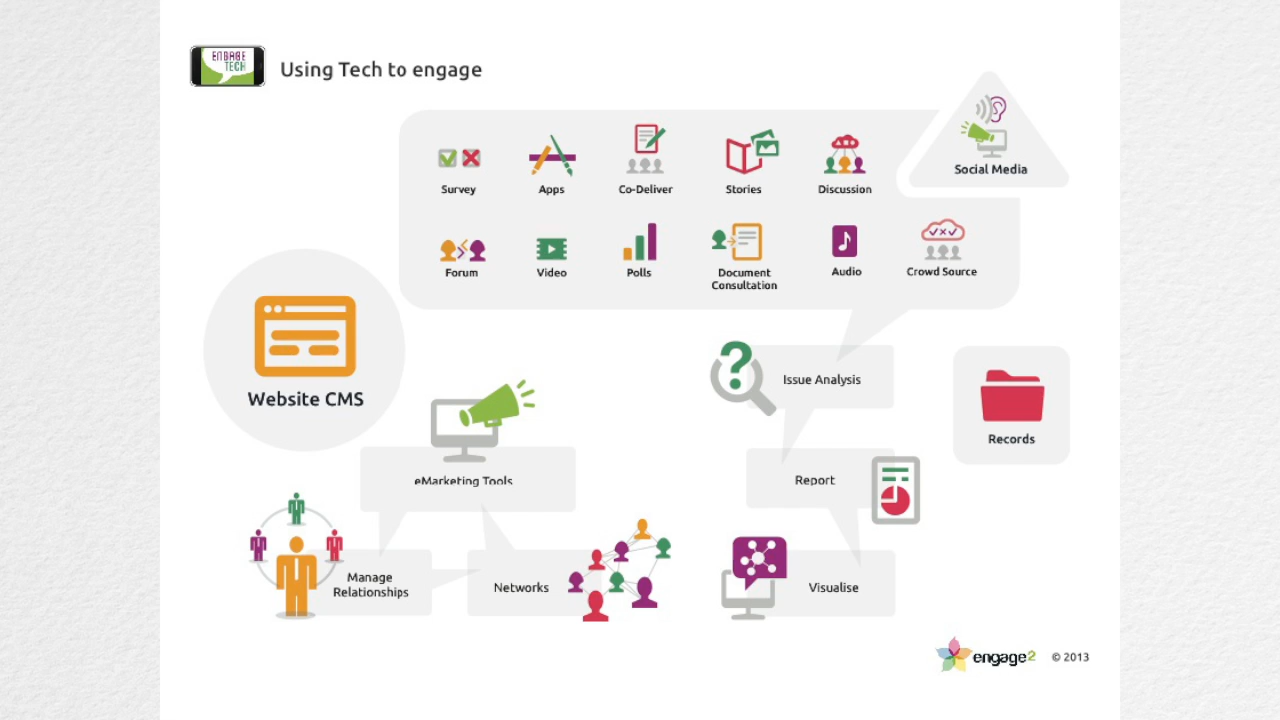 ENGAGE
TECH
Using Tech to engage
Social Media
Survey
Apps
Co-Deliver
Stories
Discussion
Forum
Video
Polls
Document
Consultation
Audio
Crowd Source
Website CMS
Issue Analysis
Records
eMarketing Tools
Report
Manage
Relationships
Networks
Visualise
engage2 © 2013